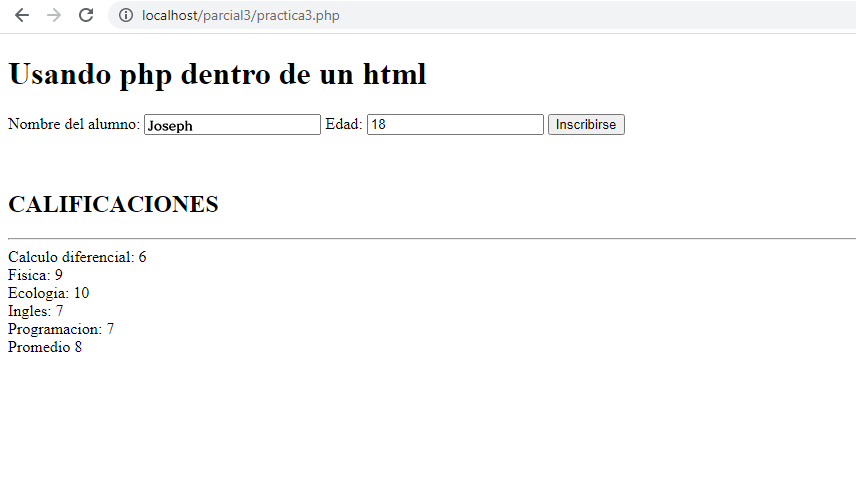 localhost/parcial3/practica3.php
Usando php dentro de un html
Nombre del alumno: Joseph Edad: 18 Inscribirse
CALIFICACIONES
Calculo diferencial: 6
Fisica: 9
Ecologia: 10
Ingles: 7
Programacion: 7
Promedio 8